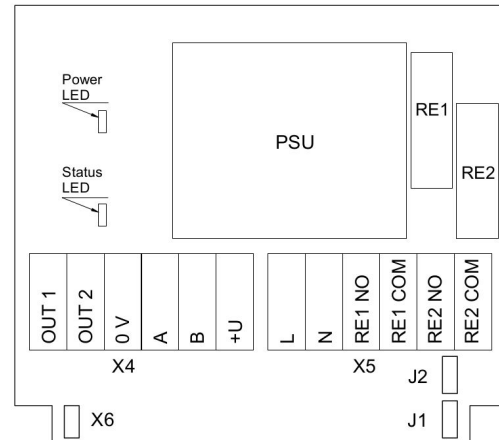 Power
LED
PSU
RE1
RE2
Status
LED
OUT 1
OUT 2
0 V
A
B
+U
L
N
RE1 NO
RE1 COM
RE2 NO
RE2 COM
X4
X5
J2
X6
J1